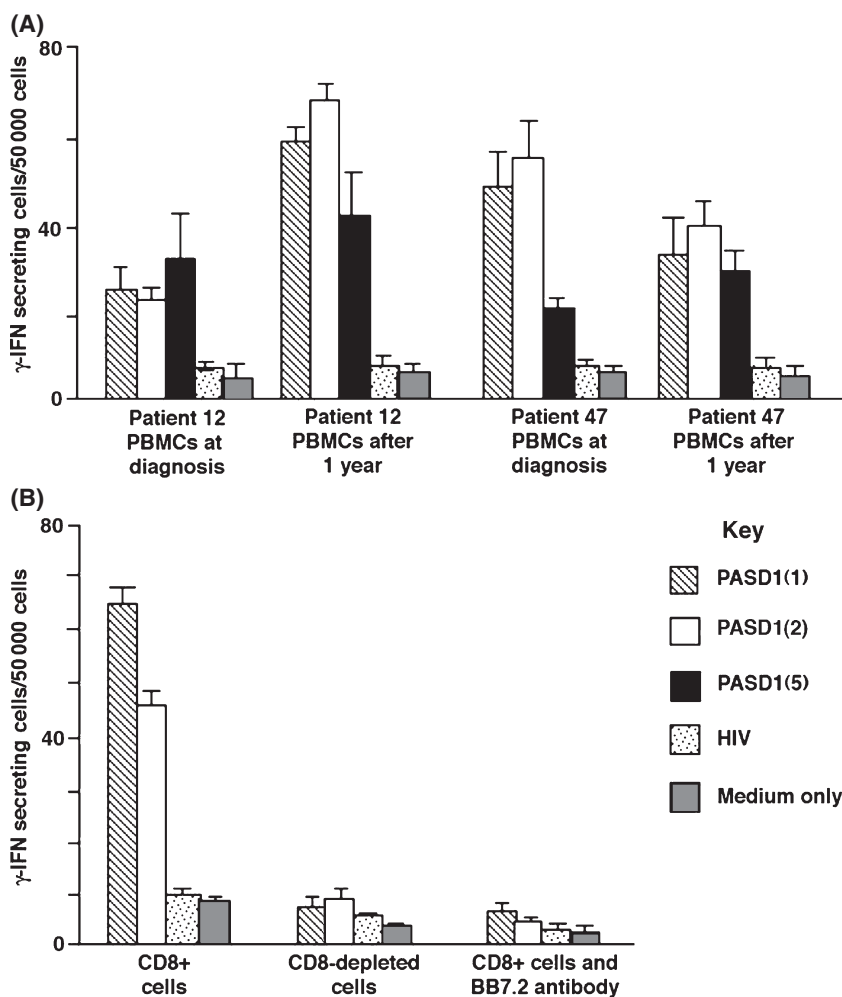 (A)
80
40
0
γ-IFN secreting cells/50 000 cells
Patient 12
PBMCs at
diagnosis
Patient 12
PBMCs after
1 year
Patient 47
PBMCs at
diagnosis
Patient 47
PBMCs after
1 year
(B)
80
40
0
γ-IFN secreting cells/50 000 cells
CD8+
cells
CD8-depleted
cells
CD8+ cells and
BB7.2 antibody
Key
PASD1(1)
PASD1(2)
PASD1(5)
HIV
Medium only